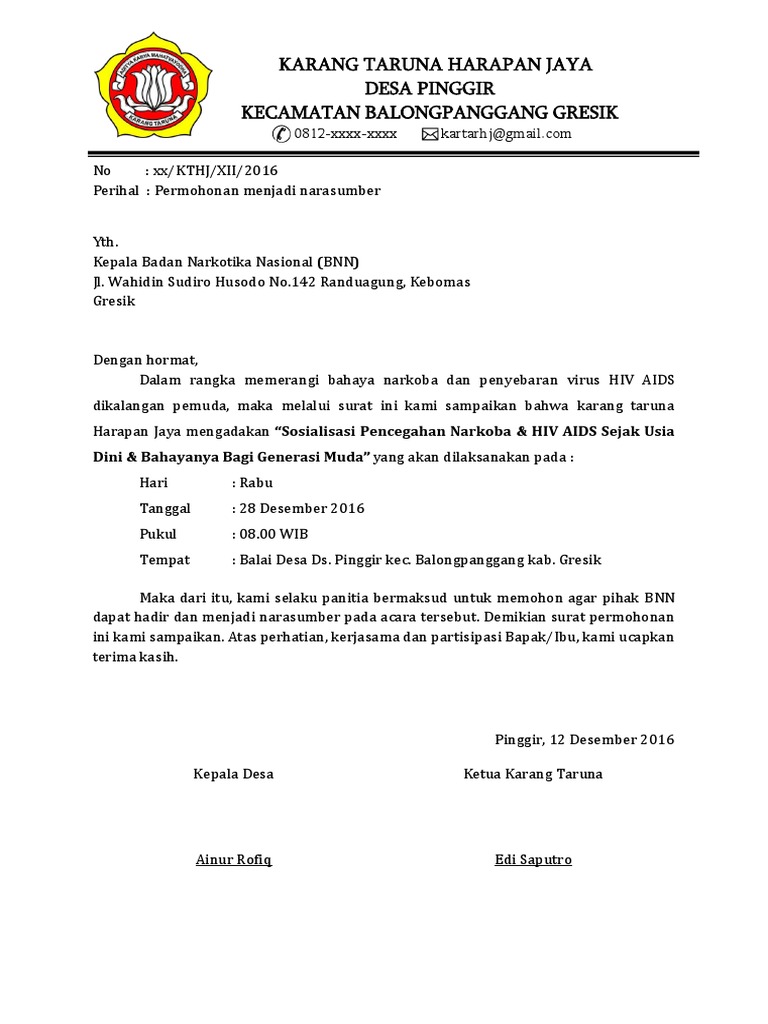 ADITYA KARYA MAHATVAYODHA
KARANG TARUNA
KARANG TARUNA HARAPAN JAYA
DESA PINGGIR
KECAMATAN BALONGPANGGANG GRESIK
0812-xxxx-xxxx kartarhj@gmail.com
No : xx/KTHJ/XII/2016
Perihal : Permohonan menjadi narasumber
Yth.
Kepala Badan Narkotika Nasional (BNN)
Jl. Wahidin Sudiro Husodo No.142 Randuagung, Kebomas
Gresik
Dengan hormat,
Dalam rangka memerangi bahaya narkoba dan penyebaran virus HIV AIDS
dikalangan pemuda, maka melalui surat ini kami sampaikan bahwa karang taruna
Harapan Jaya mengadakan “Sosialisasi Pencegahan Narkoba & HIV AIDS Sejak Usia
Dini & Bahayanya Bagi Generasi Muda” yang akan dilaksanakan pada :
Hari : Rabu
Tanggal : 28 Desember 2016
Pukul : 08.00 WIB
Tempat : Balai Desa Ds. Pinggir kec. Balongpanggang kab. Gresik
Maka dari itu, kami selaku panitia bermaksud untuk memohon agar pihak BNN
dapat hadir dan menjadi narasumber pada acara tersebut. Demikian surat permohonan
ini kami sampaikan. Atas perhatian, kerjasama dan partisipasi Bapak/Ibu, kami ucapkan
terima kasih.
Pinggir, 12 Desember 2016
Kepala Desa Ketua Karang Taruna
Ainur Rofiq Edi Saputro